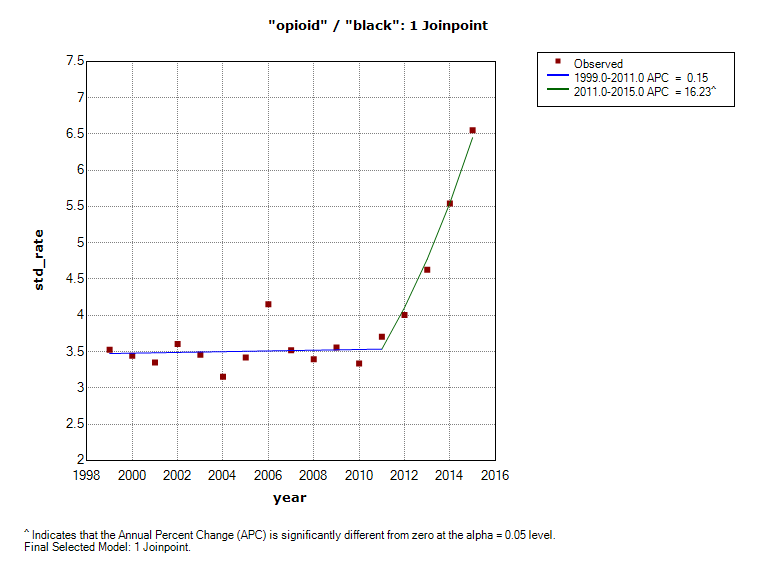 "opioid" / "black": 1 Joinpoint
Observed
1999.0-2011.0 APC = 0.15
2011.0-2015.0 APC = 16.23^
7.5
7
6.5
6
5.5
5
4.5
4
3.5
3
2.5
2
std_rate
1998 2000 2002 2004 2006 2008 2010 2012 2014 2016
year
^ Indicates that the Annual Percent Change (APC) is significantly different from zero at the alpha = 0.05 level.
Final Selected Model: 1 Joinpoint.